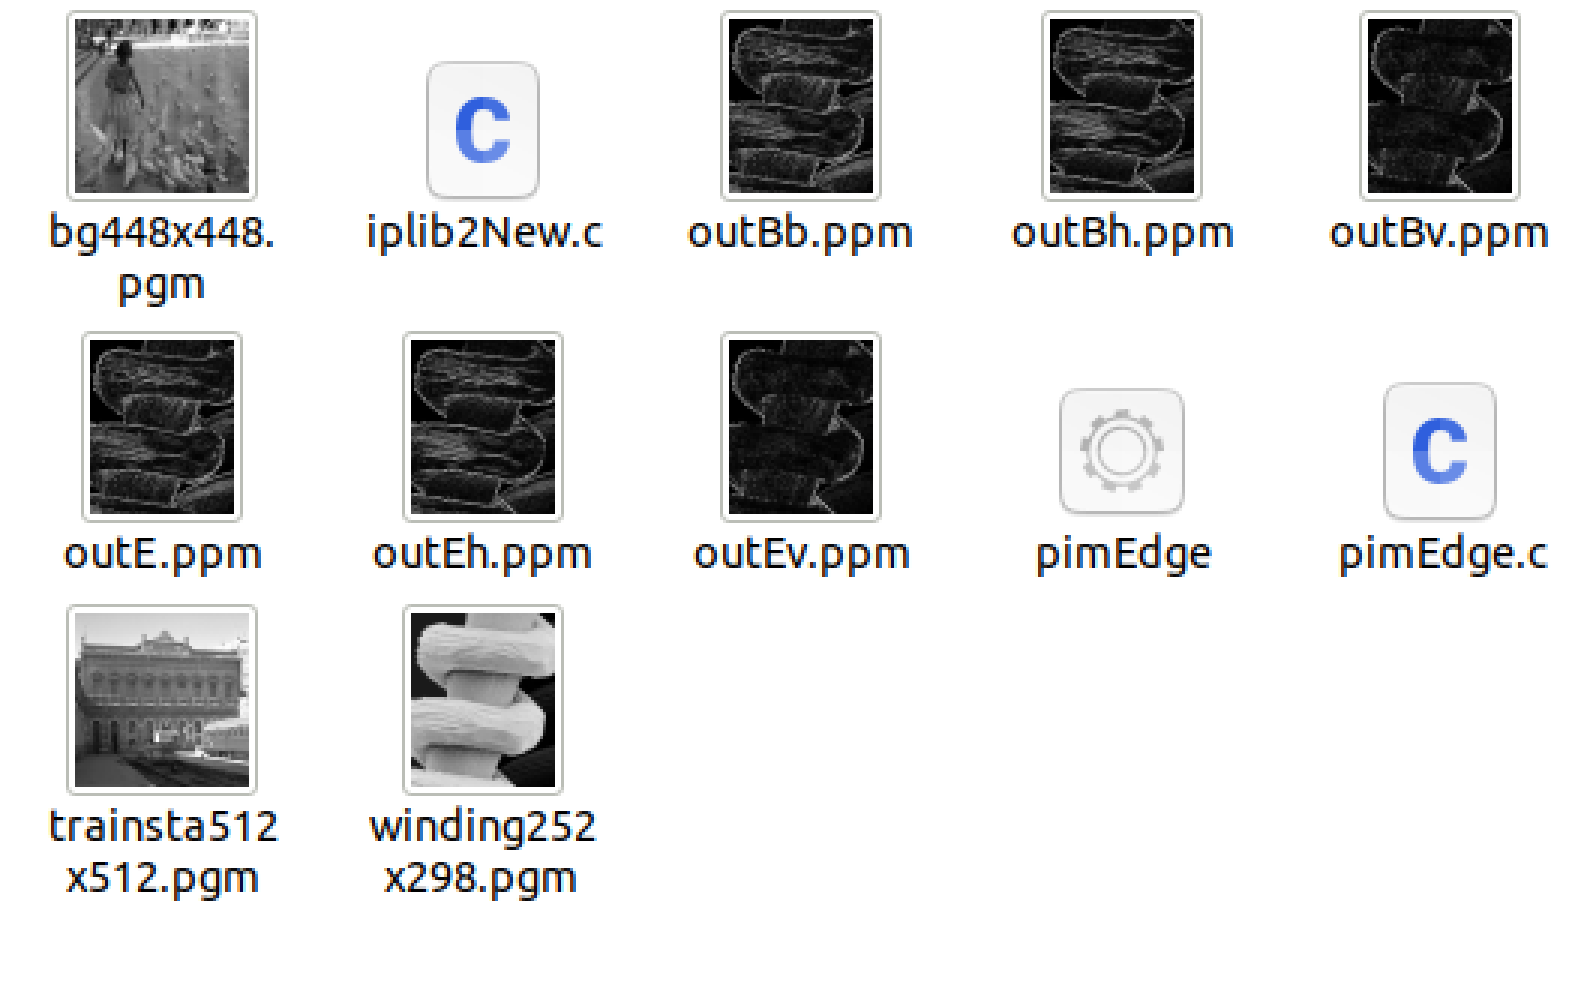 bg448x448.
pgm
iplib2New.c
outBb.ppm
outBh.ppm
outBv.ppm
outE.ppm
outEh.ppm
outEv.ppm
pimEdge
pimEdge.c
trainsta512
x512.pgm
winding252
x298.pgm